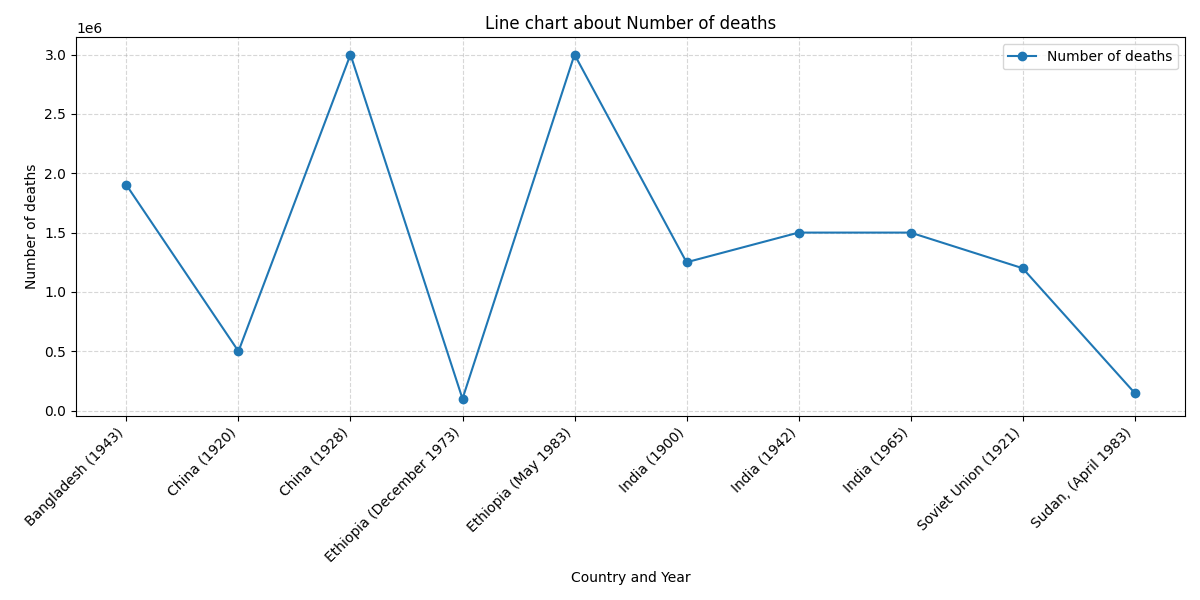 Line chart about Number of deaths
1e6
Number of deaths
3.0
2.5
2.0
1.5
1.0
0.5
0.0
Number of deaths
Bangladesh (1943)
China (1920)
China (1928)
Ethiopia (December 1973)
Ethiopia (May 1983)
India (1900)
India (1942)
India (1965)
Soviet Union (1921)
Sudan, (April 1983)
Country and Year